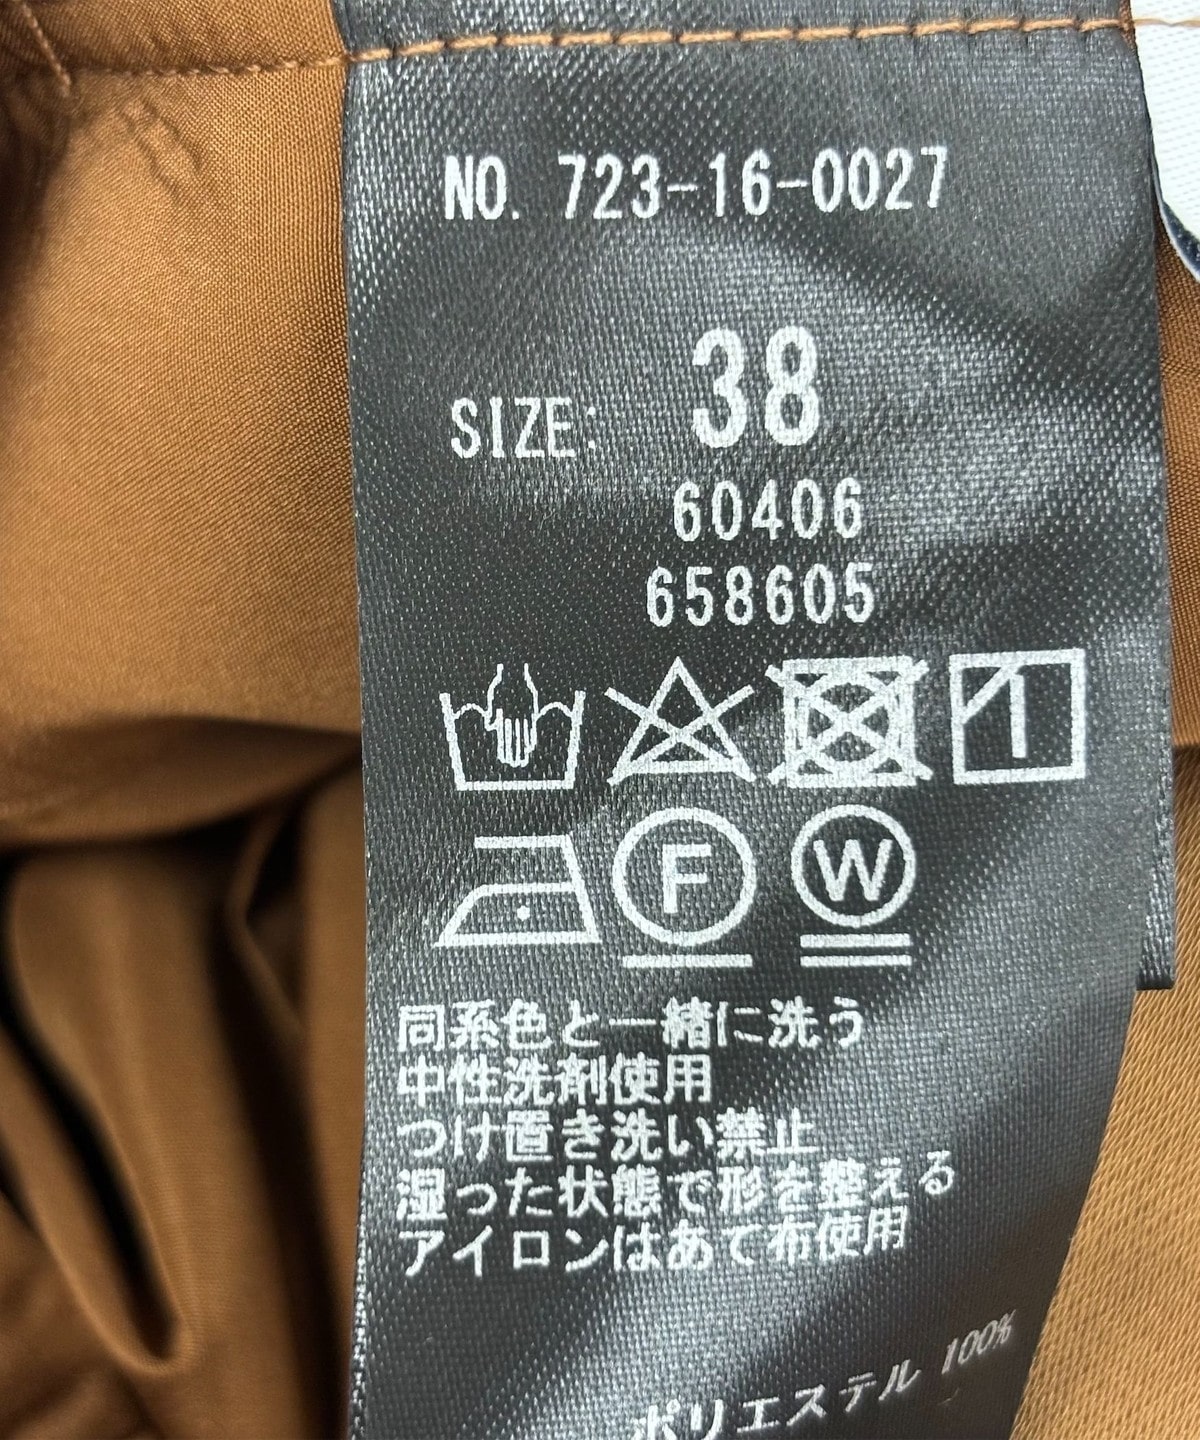 NO. 723-16-0027
SIZE: 38
60406
658605
F W
同系色と一緒に洗う
中性洗剤使用
つけ置き洗い禁止
湿った状態で形を整える
アイロンはあて布使用
ポリエステル 100%